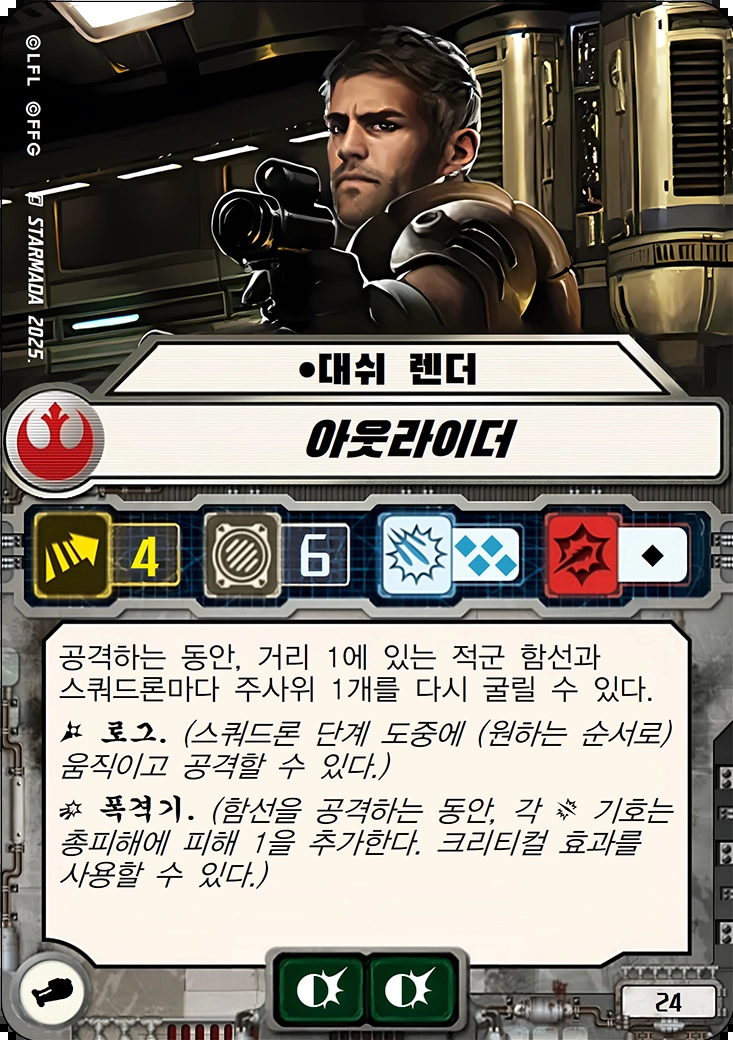 ©LFL ©FFG
STARMADA 2025.
•대쉬 렌더
아웃라이더
4 6
공격하는 동안, 거리 1에 있는 적군 함선과
스쿼드론마다 주사위 1개를 다시 굴릴 수 있다.
로그. (스쿼드론 단계 도중에 (원하는 순서로)
움직이고 공격할 수 있다.)
폭격기. (함선을 공격하는 동안, 각 기호는
총피해에 피해 1을 추가한다. 크리티컬 효과를
사용할 수 있다.)
24